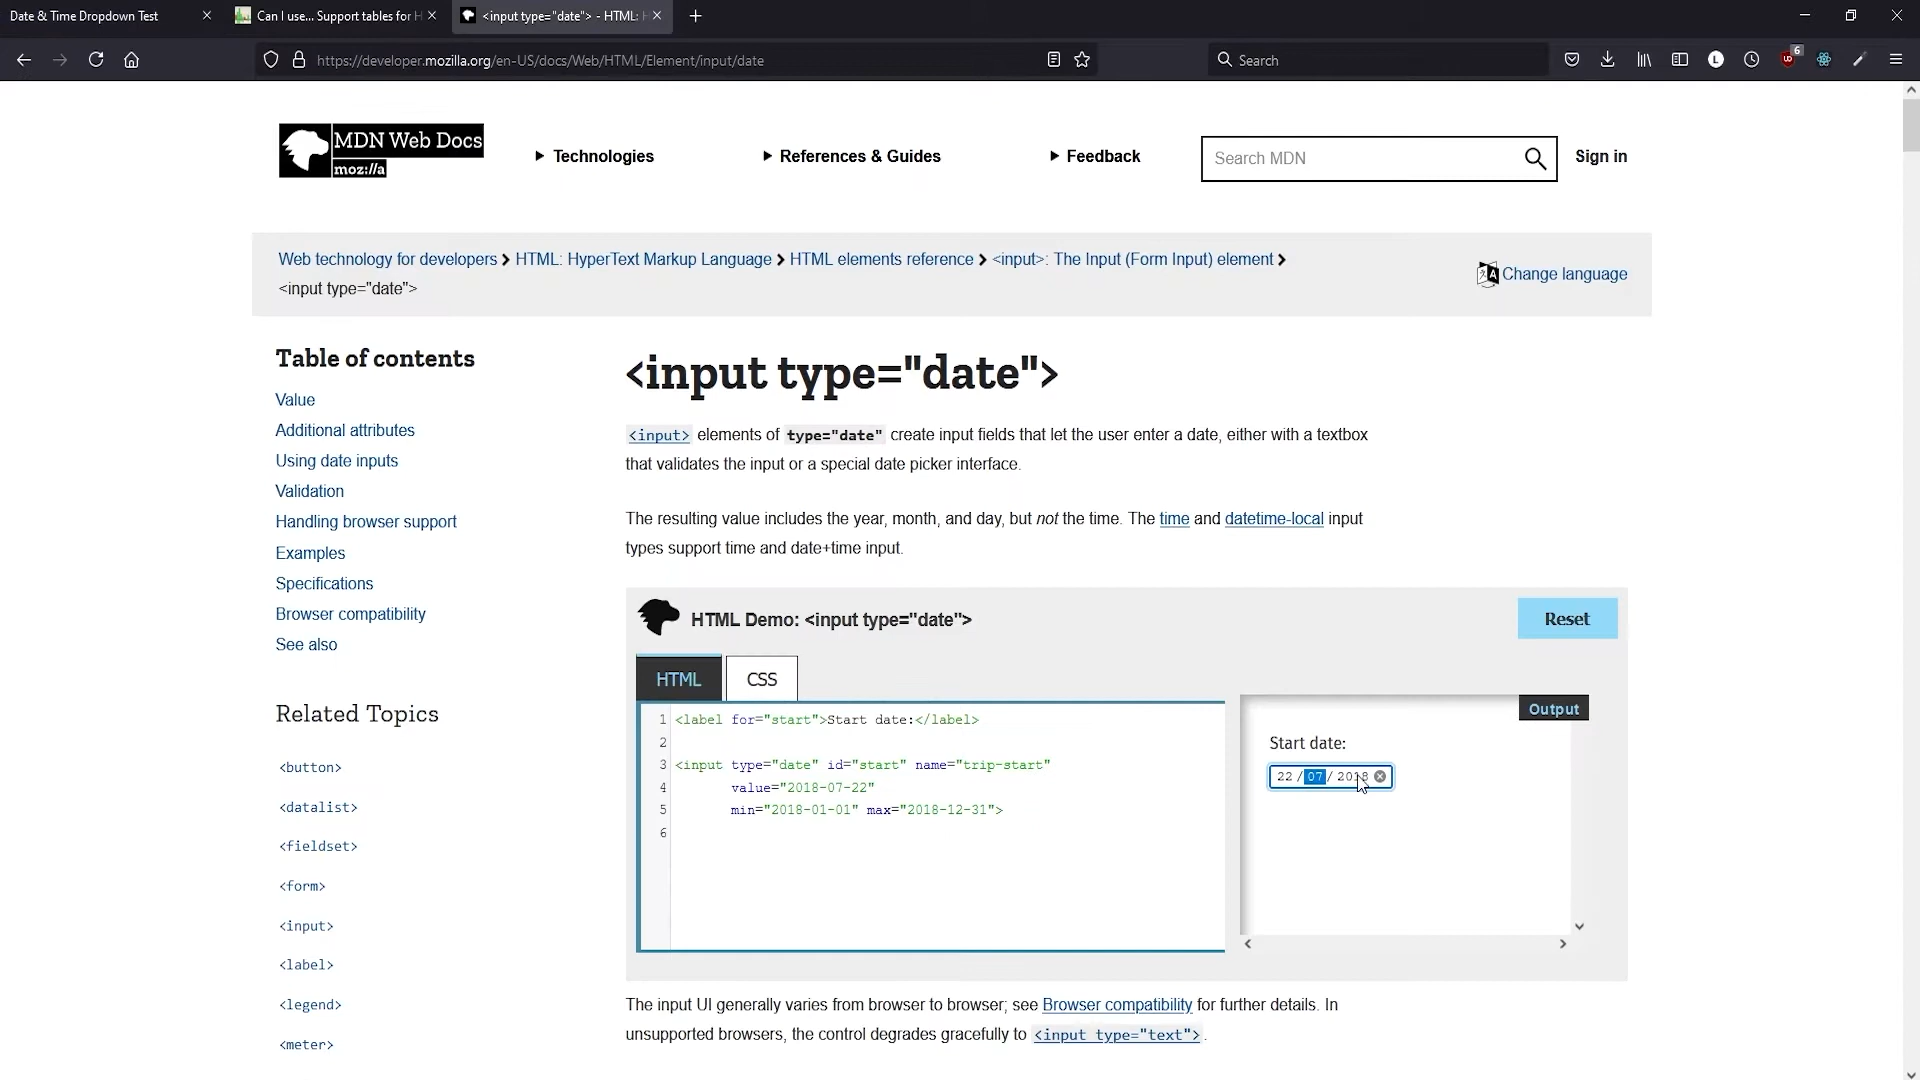 Date & Time Dropdown Test
Can I use... Support tables for H
<input type="date"> - HTML: H
https://developer.mozilla.org/en-US/docs/Web/HTML/Element/input/date
Search
6
MDN Web Docs
moz://a
Technologies
References & Guides
Feedback
Search MDN
Sign in
Web technology for developers > HTML: HyperText Markup Language > HTML elements reference > <input>: The Input (Form Input) element >
<input type="date">
Change language
Table of contents
Value
Additional attributes
Using date inputs
Validation
Handling browser support
Examples
Specifications
Browser compatibility
See also
Related Topics
<button>
<datalist>
<fieldset>
<form>
<input>
<label>
<legend>
<meter>
<input type="date">
<input> elements of type="date" create input fields that let the user enter a date, either with a textbox
that validates the input or a special date picker interface.
The resulting value includes the year, month, and day, but not the time. The time and datetime-local input
types support time and date+time input.
HTML Demo: <input type="date">
Reset
HTML
CSS
1 <label for="start">Start date:</label>
2
3 <input type="date" id="start" name="trip-start"
4 value="2018-07-22"
5 min="2018-01-01" max="2018-12-31">
6
Output
Start date:
22 / 07 / 2018
The input UI generally varies from browser to browser; see Browser compatibility for further details. In
unsupported browsers, the control degrades gracefully to <input type="text">.